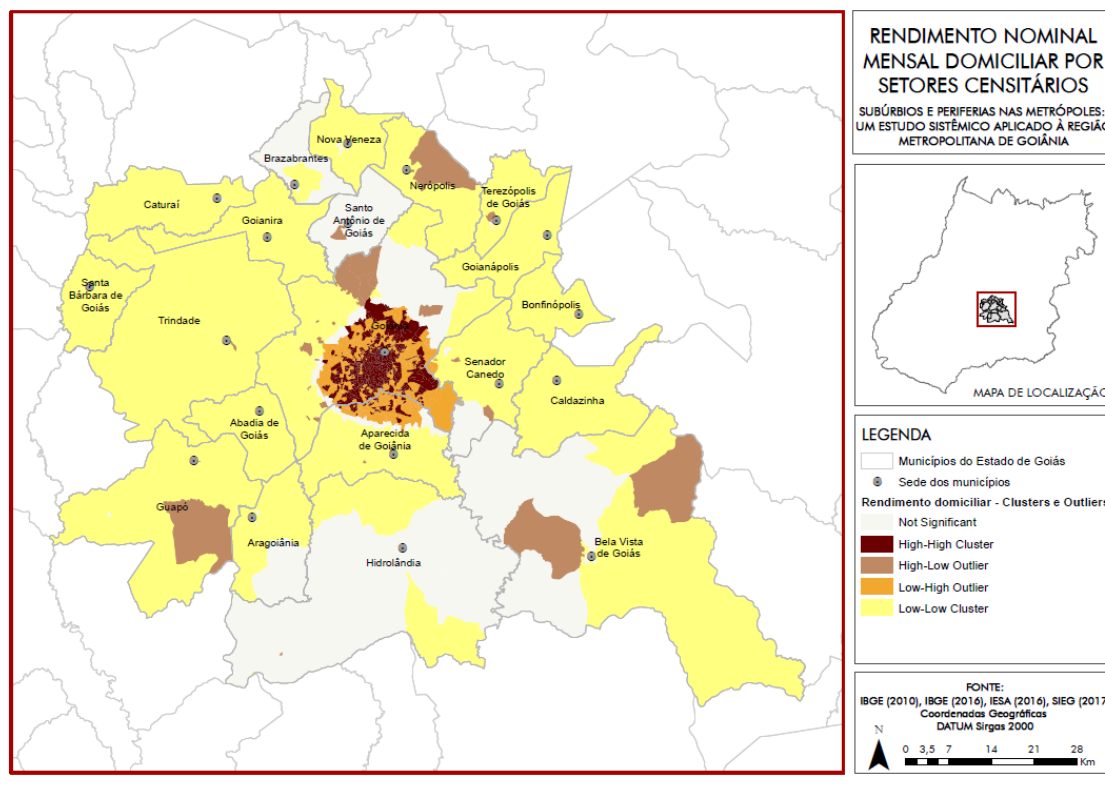 RENDIMENTO NOMINAL
MENSAL DOMICILIAR POR
SETORES CENSITÁRIOS
SUBÚRBIOS E PERIFERIAS NAS METRÓPOLES:
UM ESTUDO SISTÊMICO APLICADO À REGIÃO
METROPOLITANA DE GOIÂNIA
Nova Veneza
Brazabrantes
Nerópolis
Terezópolis
de Goiás
Caturaí
Goianira
Santo
Antônio de
Goiás
Goianápolis
Santa
Bárbara de
Goiás
Trindade
Bonfinópolis
Goiânia
Senador
Canedo
Caldazinha
Abadia de
Goiás
Aparecida
de Goiânia
Guapó
Aragoiânia
Hidrolândia
Bela Vista
de Goiás
MAPA DE LOCALIZAÇÃO
LEGENDA
Municípios do Estado de Goiás
Sede dos municípios
Rendimento domiciliar - Clusters e Outliers
Not Significant
High-High Cluster
High-Low Outlier
Low-High Outlier
Low-Low Cluster
FONTE:
IBGE (2010), IBGE (2016), IESA (2016), SIEG (2017
Coordenadas Geográficas
DATUM Sirgas 2000
N
0 3,5 7 14 21 28
Km